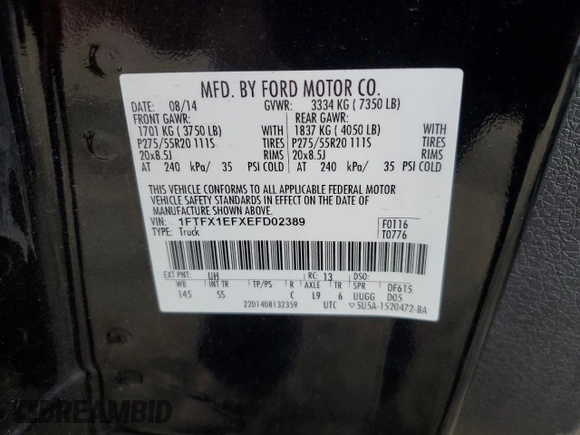 MFD. BY FORD MOTOR CO.
DATE: 08/14 GVWR: 3334 KG ( 7350 LB)
FRONT GAWR: REAR GAWR:
1701 KG ( 3750 LB) WITH 1837 KG ( 4050 LB) WITH
P275/55R20 111S TIRES P275/55R20 111S TIRES
20x8.5J RIMS 20x8.5J RIMS
AT 240 kPa/ 35 PSI COLD AT 240 kPa/ 35 PSI COLD
THIS VEHICLE CONFORMS TO ALL APPLICABLE FEDERAL MOTOR
VEHICLE SAFETY STANDARDS IN EFFECT ON THE DATE OF
MANUFACTURE SHOWN ABOVE.
VIN: 1FTFX1EFXEFD02389 F0116
TYPE: Truck T0776
EXT PNT: UH RC: 13 DSO:
WB INT TR TP/PS R AXLE TR SPR DF615
145 SS C L9 6 UUGG D05
2201408132359 UTC 5U5A-1520472-BA
DREAMBID